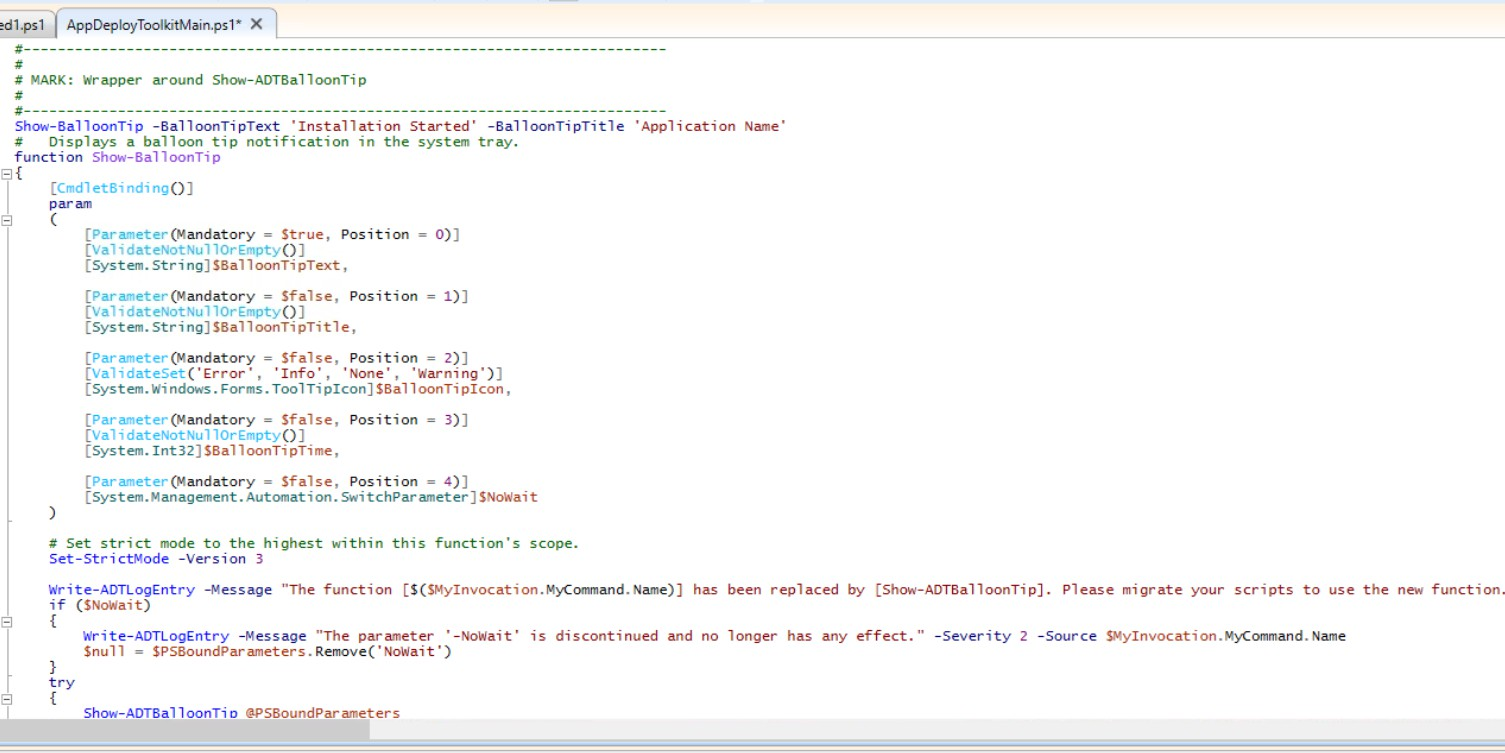 ed1.ps1 AppDeployToolkitMain.ps1* X
#--------------------------------------------------------------------------
#
# MARK: Wrapper around Show-ADTBalloonTip
#
#--------------------------------------------------------------------------
Show-BalloonTip -BalloonTipText 'Installation Started' -BalloonTipTitle 'Application Name'
#   Displays a balloon tip notification in the system tray.
function Show-BalloonTip
{
    [CmdletBinding()]
    param
    (
        [Parameter(Mandatory = $true, Position = 0)]
        [ValidateNotNullOrEmpty()]
        [System.String]$BalloonTipText,

        [Parameter(Mandatory = $false, Position = 1)]
        [ValidateNotNullOrEmpty()]
        [System.String]$BalloonTipTitle,

        [Parameter(Mandatory = $false, Position = 2)]
        [ValidateSet('Error', 'Info', 'None', 'Warning')]
        [System.Windows.Forms.ToolTipIcon]$BalloonTipIcon,

        [Parameter(Mandatory = $false, Position = 3)]
        [ValidateNotNullOrEmpty()]
        [System.Int32]$BalloonTipTime,

        [Parameter(Mandatory = $false, Position = 4)]
        [System.Management.Automation.SwitchParameter]$NoWait
    )

    # Set strict mode to the highest within this function's scope.
    Set-StrictMode -Version 3

    Write-ADTLogEntry -Message "The function [$($MyInvocation.MyCommand.Name)] has been replaced by [Show-ADTBalloonTip]. Please migrate your scripts to use the new function.
    if ($NoWait)
    {
        Write-ADTLogEntry -Message "The parameter '-NoWait' is discontinued and no longer has any effect." -Severity 2 -Source $MyInvocation.MyCommand.Name
        $null = $PSBoundParameters.Remove('NoWait')
    }
    try
    {
        Show-ADTBalloonTip @PSBoundParameters